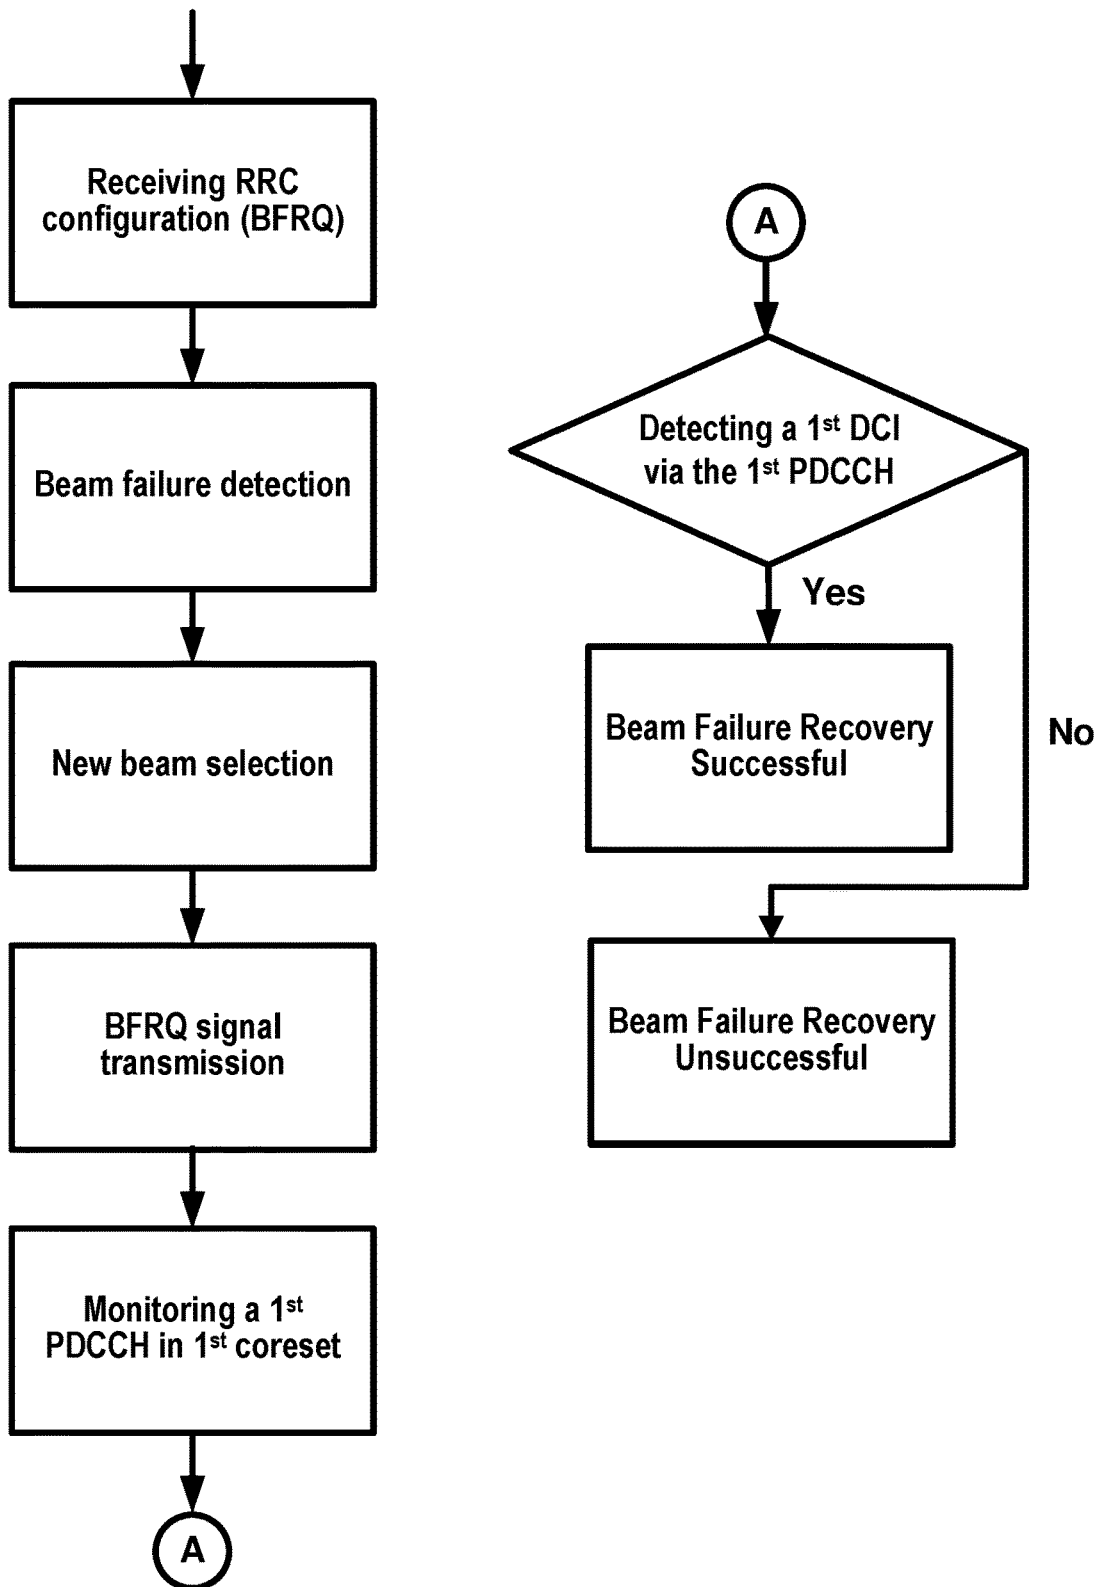 Receiving RRC
configuration (BFRQ)
Beam failure detection
New beam selection
BFRQ signal
transmission
Monitoring a 1st
PDCCH in 1st coreset
A
A
Detecting a 1st DCI
via the 1st PDCCH
Yes
No
Beam Failure Recovery
Successful
Beam Failure Recovery
Unsuccessful